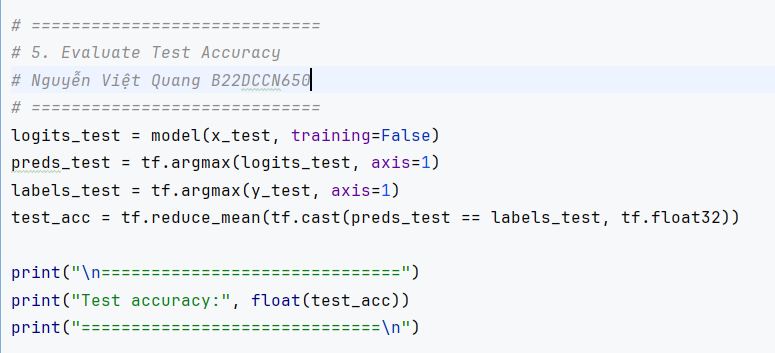 # =============================
# 5. Evaluate Test Accuracy
# Nguyễn Việt Quang B22DCCN650
# =============================
logits_test = model(x_test, training=False)
preds_test = tf.argmax(logits_test, axis=1)
labels_test = tf.argmax(y_test, axis=1)
test_acc = tf.reduce_mean(tf.cast(preds_test == labels_test, tf.float32))
print("\n==============================")
print("Test accuracy:", float(test_acc))
print("==============================\n")